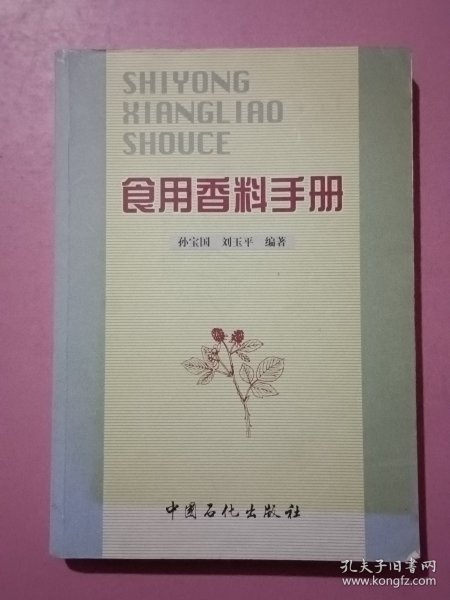 SHIYONG
XIANGLIAO
SHOUCE
食用香料手册
孙宝国 刘玉平 编著
中国石化出版社
孔夫子旧书网
www.kongfz.com